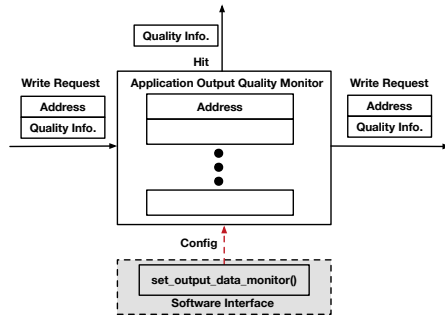 Quality Info.
Hit
Write Request
Address
Quality Info.
Application Output Quality Monitor
Address
Write Request
Address
Quality Info.
Config
set_output_data_monitor()
Software Interface